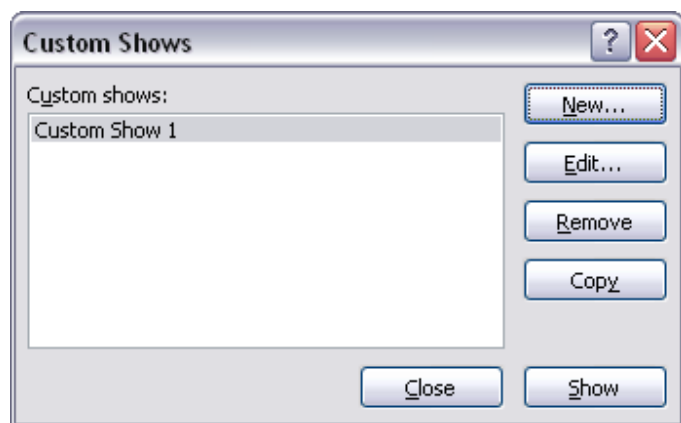 Custom Shows
?
Custom shows:
Custom Show 1
New...
Edit...
Remove
Copy
Close
Show